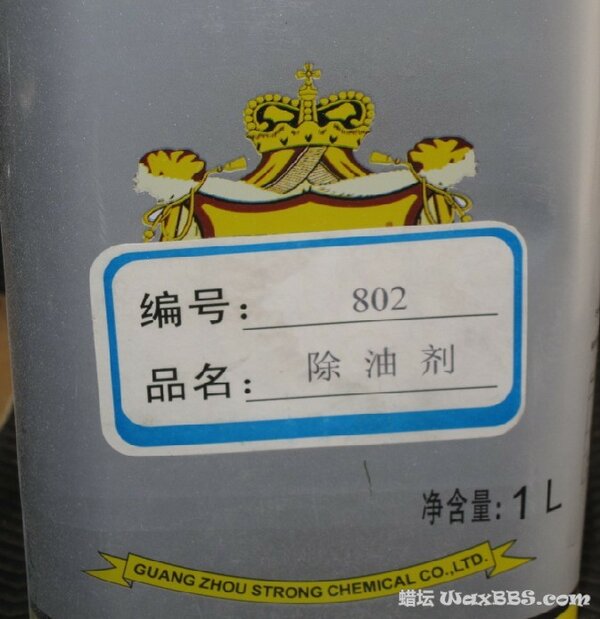 编号: 802
品名: 除油剂
净含量: 1 L
GUANG ZHOU STRONG CHEMICAL CO.,LTD.
蜡坛 WaxBBS.com